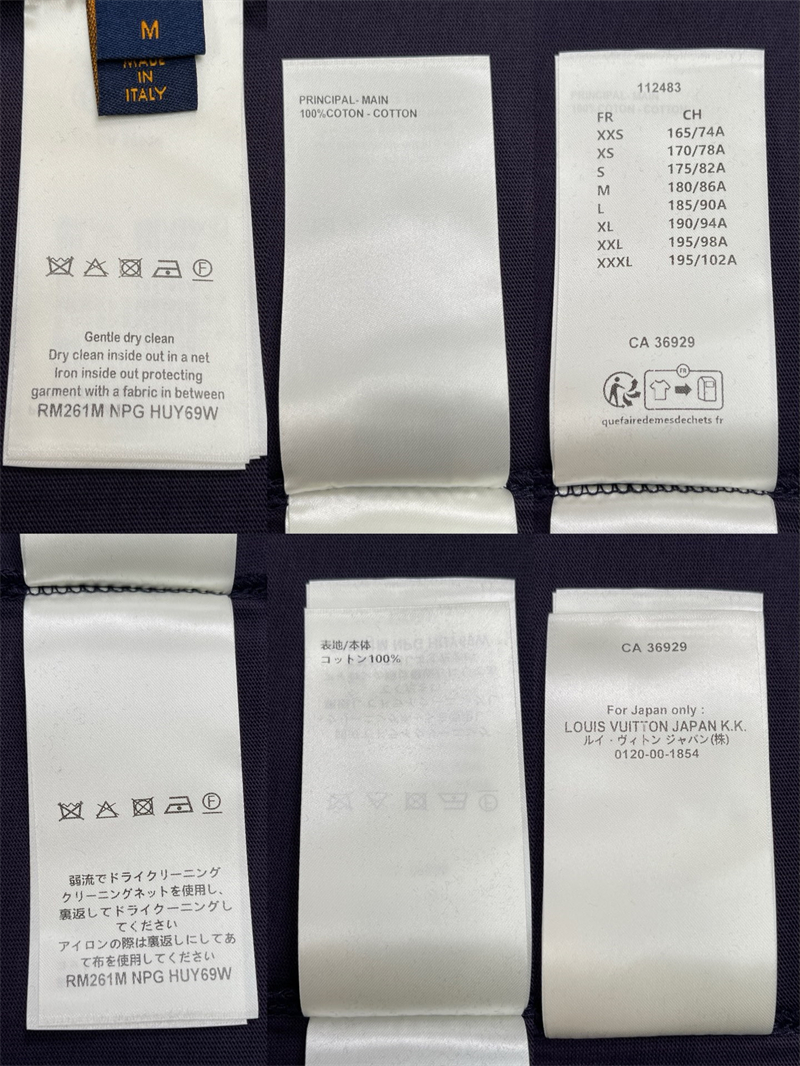 M
MADE
IN
ITALY
Gentle dry clean
Dry clean inside out in a net
Iron inside out protecting
garment with a fabric in between
RM261M NPG HUY69W
PRINCIPAL- MAIN
100%COTON - COTTON
112483
FR CH
XXS 165/74A
XS 170/78A
S 175/82A
M 180/86A
L 185/90A
XL 190/94A
XXL 195/98A
XXXL 195/102A
CA 36929
FR
quefairedemesdechets fr
弱流でドライクリーニング
クリーニングネットを使用し、
裏返してドライクーニングし
てください
アイロンの際は裏返しにしてあ
て布を使用してください
RM261M NPG HUY69W
表地/本体
コットン100%
CA 36929
For Japan only :
LOUIS VUITTON JAPAN K.K.
ルイ・ヴィトン ジャパン(株)
0120-00-1854